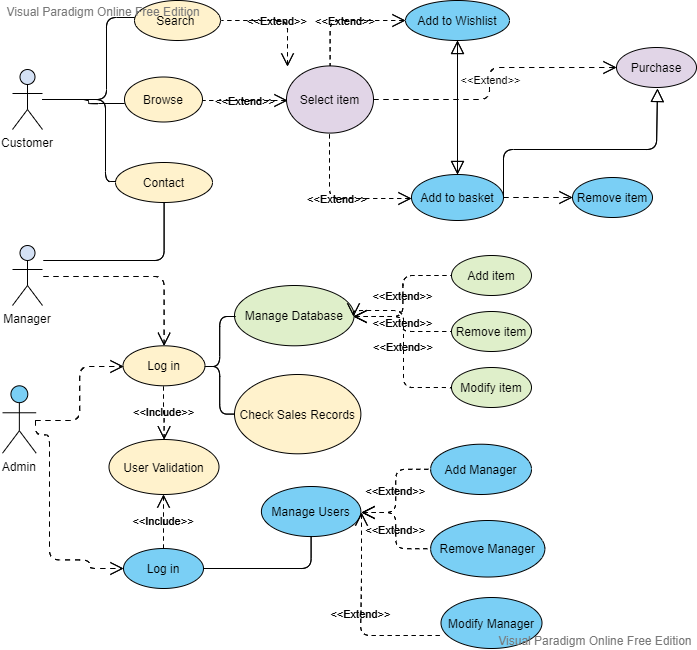 Visual Paradigm Online Free Edition
Search
<<Extend>>
<<Extend>>
Add to Wishlist
Purchase
<<Extend>>
Customer
Browse
<<Extend>>
Select item
Contact
<<Extend>>
Add to basket
Remove item
Manager
Manage Database
<<Extend>>
Add item
<<Extend>>
Remove item
<<Extend>>
Modify item
Log in
Admin
<<Include>>
Check Sales Records
User Validation
<<Include>>
Log in
Manage Users
<<Extend>>
Add Manager
<<Extend>>
Remove Manager
<<Extend>>
Modify Manager
Visual Paradigm Online Free Edition